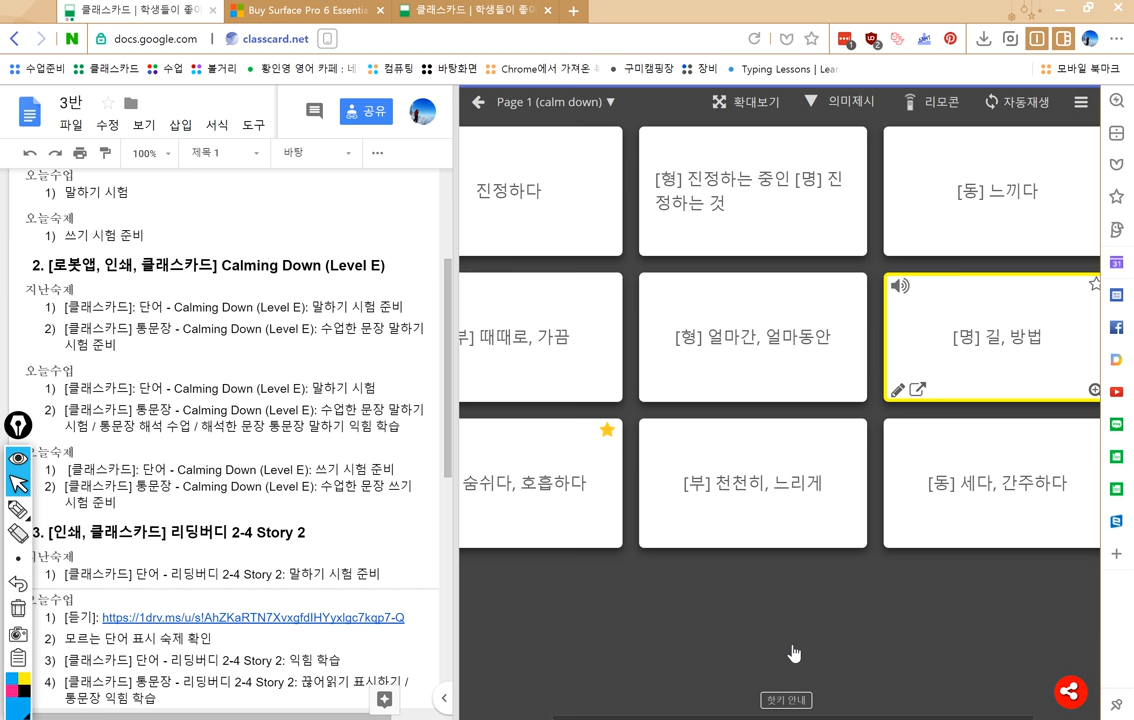 클래스카드 | 학생들이 좋아
Buy Surface Pro 6 Essentia
클래스카드 | 학생들이 좋아
N
docs.google.com
classcard.net
수업준비
클래스카드
수업
볼거리
황인영 영어 카페 : 네
컴퓨팅
바탕화면
Chrome에서 가져온
구미캠핑장
장비
Typing Lessons | Lear
모바일 북마크
3반
파일 수정 보기 삽입 서식 도구
공유
100%
제목 1
바탕
오늘수업
1) 말하기 시험
오늘숙제
1) 쓰기 시험 준비
2. [로봇앱, 인쇄, 클래스카드] Calming Down (Level E)
지난숙제
1) [클래스카드]: 단어 - Calming Down (Level E): 말하기 시험 준비
2) [클래스카드] 통문장 - Calming Down (Level E): 수업한 문장 말하기
시험 준비
오늘수업
1) [클래스카드]: 단어 - Calming Down (Level E): 말하기 시험
2) [클래스카드] 통문장 - Calming Down (Level E): 수업한 문장 말하기
시험 / 통문장 해석 수업 / 해석한 문장 통문장 말하기 익힘 학습
오늘숙제
1) [클래스카드]: 단어 - Calming Down (Level E): 쓰기 시험 준비
2) [클래스카드] 통문장 - Calming Down (Level E): 수업한 문장 쓰기
시험 준비
3. [인쇄, 클래스카드] 리딩버디 2-4 Story 2
지난숙제
1) [클래스카드] 단어 - 리딩버디 2-4 Story 2: 말하기 시험 준비
오늘수업
1) [듣기]: https://1drv.ms/u/s!AhZKaRTN7XvxgfdIHYyxlgc7kqp7-Q
2) 모르는 단어 표시 숙제 확인
3) [클래스카드] 단어 - 리딩버디 2-4 Story 2: 익힘 학습
4) [클래스카드] 통문장 - 리딩버디 2-4 Story 2: 끊어읽기 표시하기 /
통문장 익힘 학습
Page 1 (calm down) ▼
확대보기
의미제시
리모콘
자동재생
진정하다
[형] 진정하는 중인 [명] 진
정하는 것
[동] 느끼다
부] 때때로, 가끔
[형] 얼마간, 얼마동안
[명] 길, 방법
숨쉬다, 호흡하다
[부] 천천히, 느리게
[동] 세다, 간주하다
핫키 안내